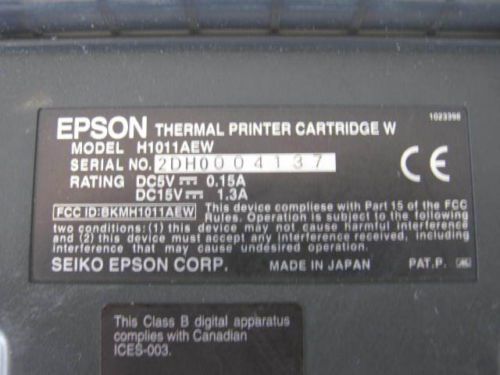 1023398
EPSON THERMAL PRINTER CARTRIDGE W
MODEL H1011AEW
SERIAL NO. 2DH0004137
RATING DC5V 0.15A
DC15V 1.3A
CE
FCC ID: BKMH1011AEW This device compliese with Part 15 of the FCC
Rules. Operation is subject to the following
two conditions: (1) this device may not cause harmful interference
and (2) this device must accept any interference received, including
interference that may cause undesired operation.
SEIKO EPSON CORP. MADE IN JAPAN PAT.P.
This Class B digital apparatus
complies with Canadian
ICES-003.